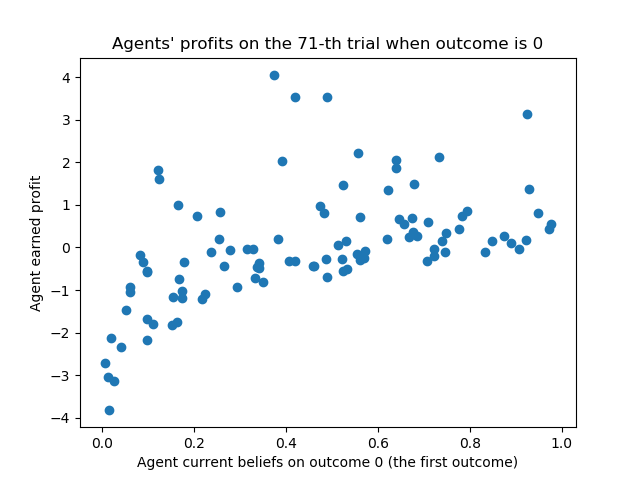 Agents' profits on the 71-th trial when outcome is 0
4
3
2
1
0
−1
−2
−3
−4
Agent earned profit
0.0 0.2 0.4 0.6 0.8 1.0
Agent current beliefs on outcome 0 (the first outcome)